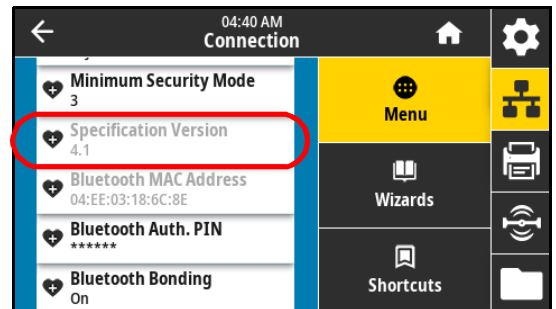 04:40 AM
Connection
Minimum Security Mode
3
Specification Version
4.1
Bluetooth MAC Address
04:EE:03:18:6C:8E
Bluetooth Auth. PIN
******
Bluetooth Bonding
On
Menu
Wizards
Shortcuts